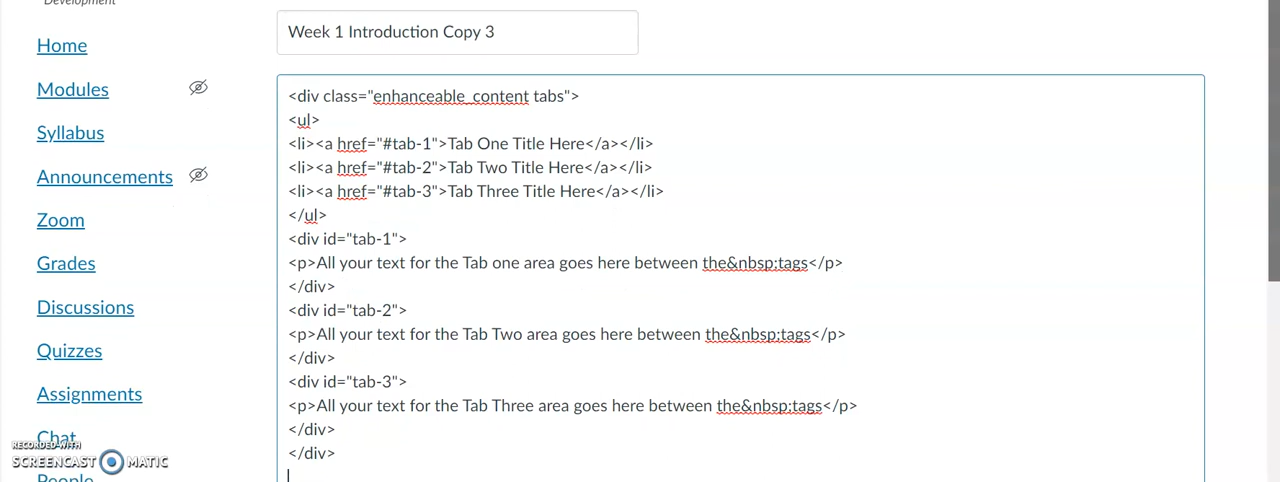 Development
Home
Modules
Syllabus
Announcements
Zoom
Grades
Discussions
Quizzes
Assignments
Chat
People
RECORDED WITH
SCREENCAST MATIC
Week 1 Introduction Copy 3
<div class="enhanceable_content tabs">
<ul>
<li><a href="#tab-1">Tab One Title Here</a></li>
<li><a href="#tab-2">Tab Two Title Here</a></li>
<li><a href="#tab-3">Tab Three Title Here</a></li>
</ul>
<div id="tab-1">
<p>All your text for the Tab one area goes here between the&nbsp;tags</p>
</div>
<div id="tab-2">
<p>All your text for the Tab Two area goes here between the&nbsp;tags</p>
</div>
<div id="tab-3">
<p>All your text for the Tab Three area goes here between the&nbsp;tags</p>
</div>
</div>